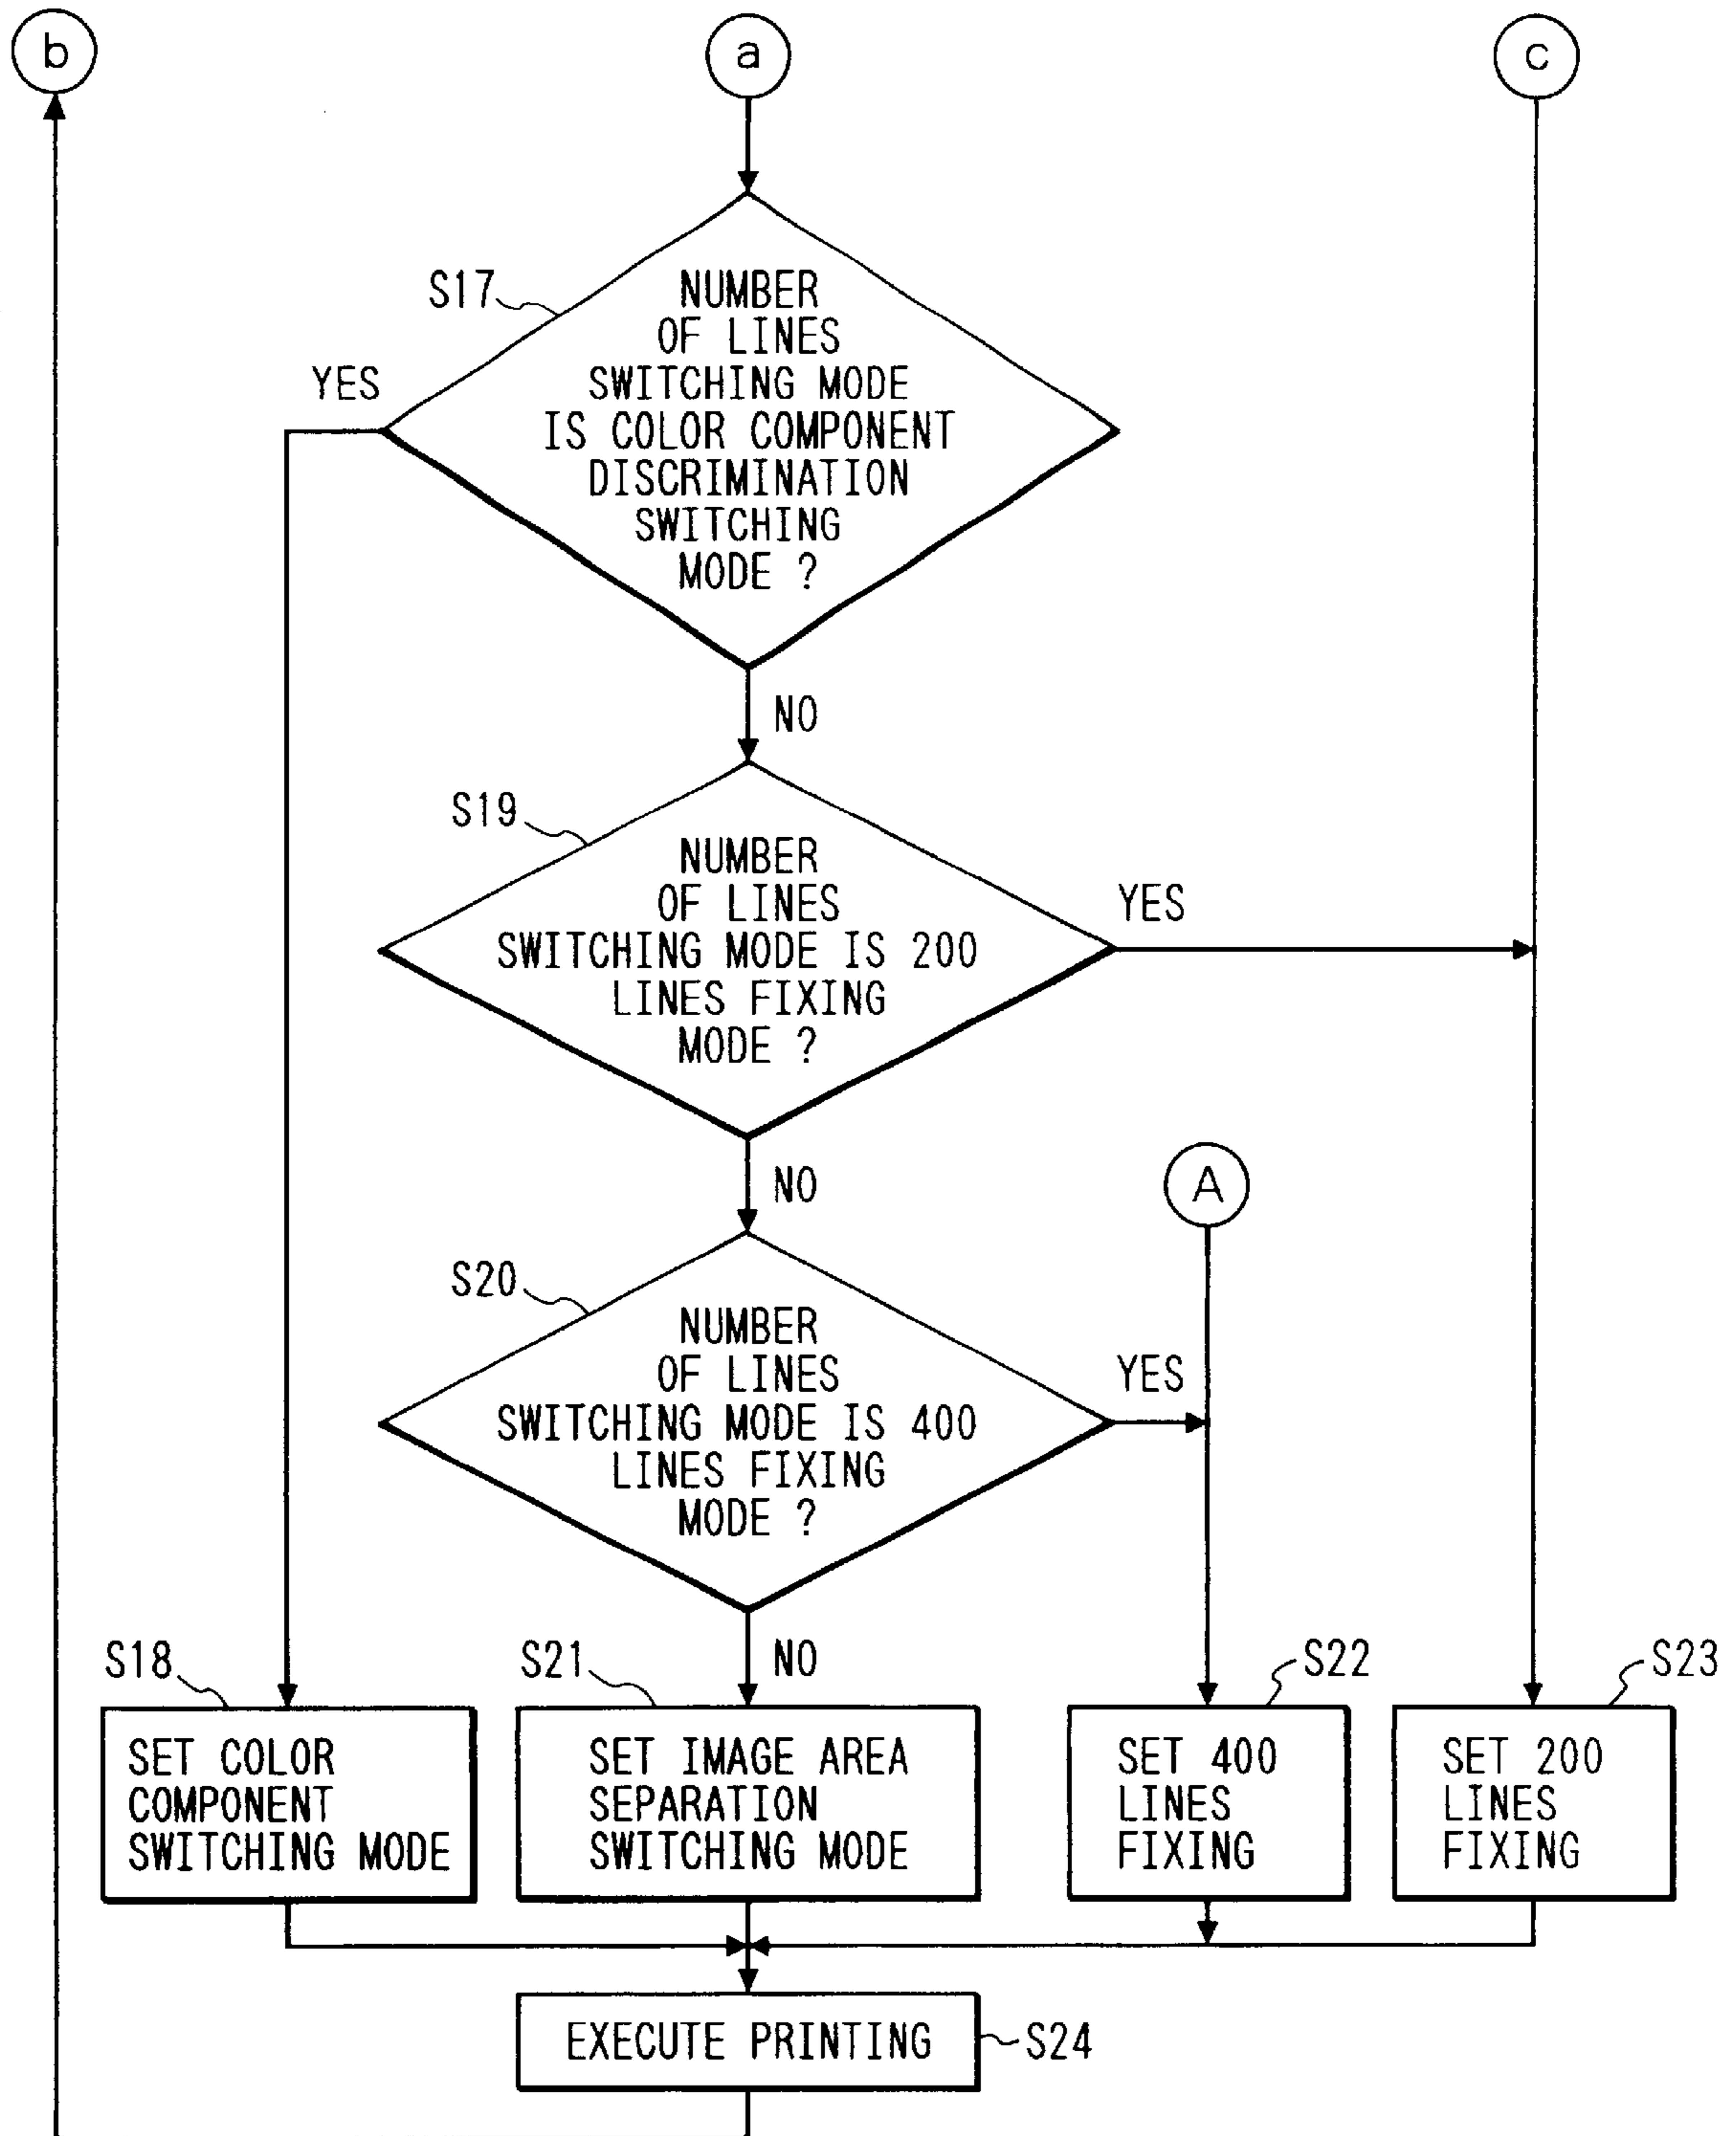 b
a
c
S17
NUMBER
OF LINES
SWITCHING MODE
IS COLOR COMPONENT
DISCRIMINATION
SWITCHING
MODE ?
YES
NO
S19
NUMBER
OF LINES
SWITCHING MODE IS 200
LINES FIXING
MODE ?
YES
NO
A
S20
NUMBER
OF LINES
SWITCHING MODE IS 400
LINES FIXING
MODE ?
YES
NO
S18
SET COLOR
COMPONENT
SWITCHING MODE
S21
SET IMAGE AREA
SEPARATION
SWITCHING MODE
S22
SET 400
LINES
FIXING
S23
SET 200
LINES
FIXING
EXECUTE PRINTING
S24